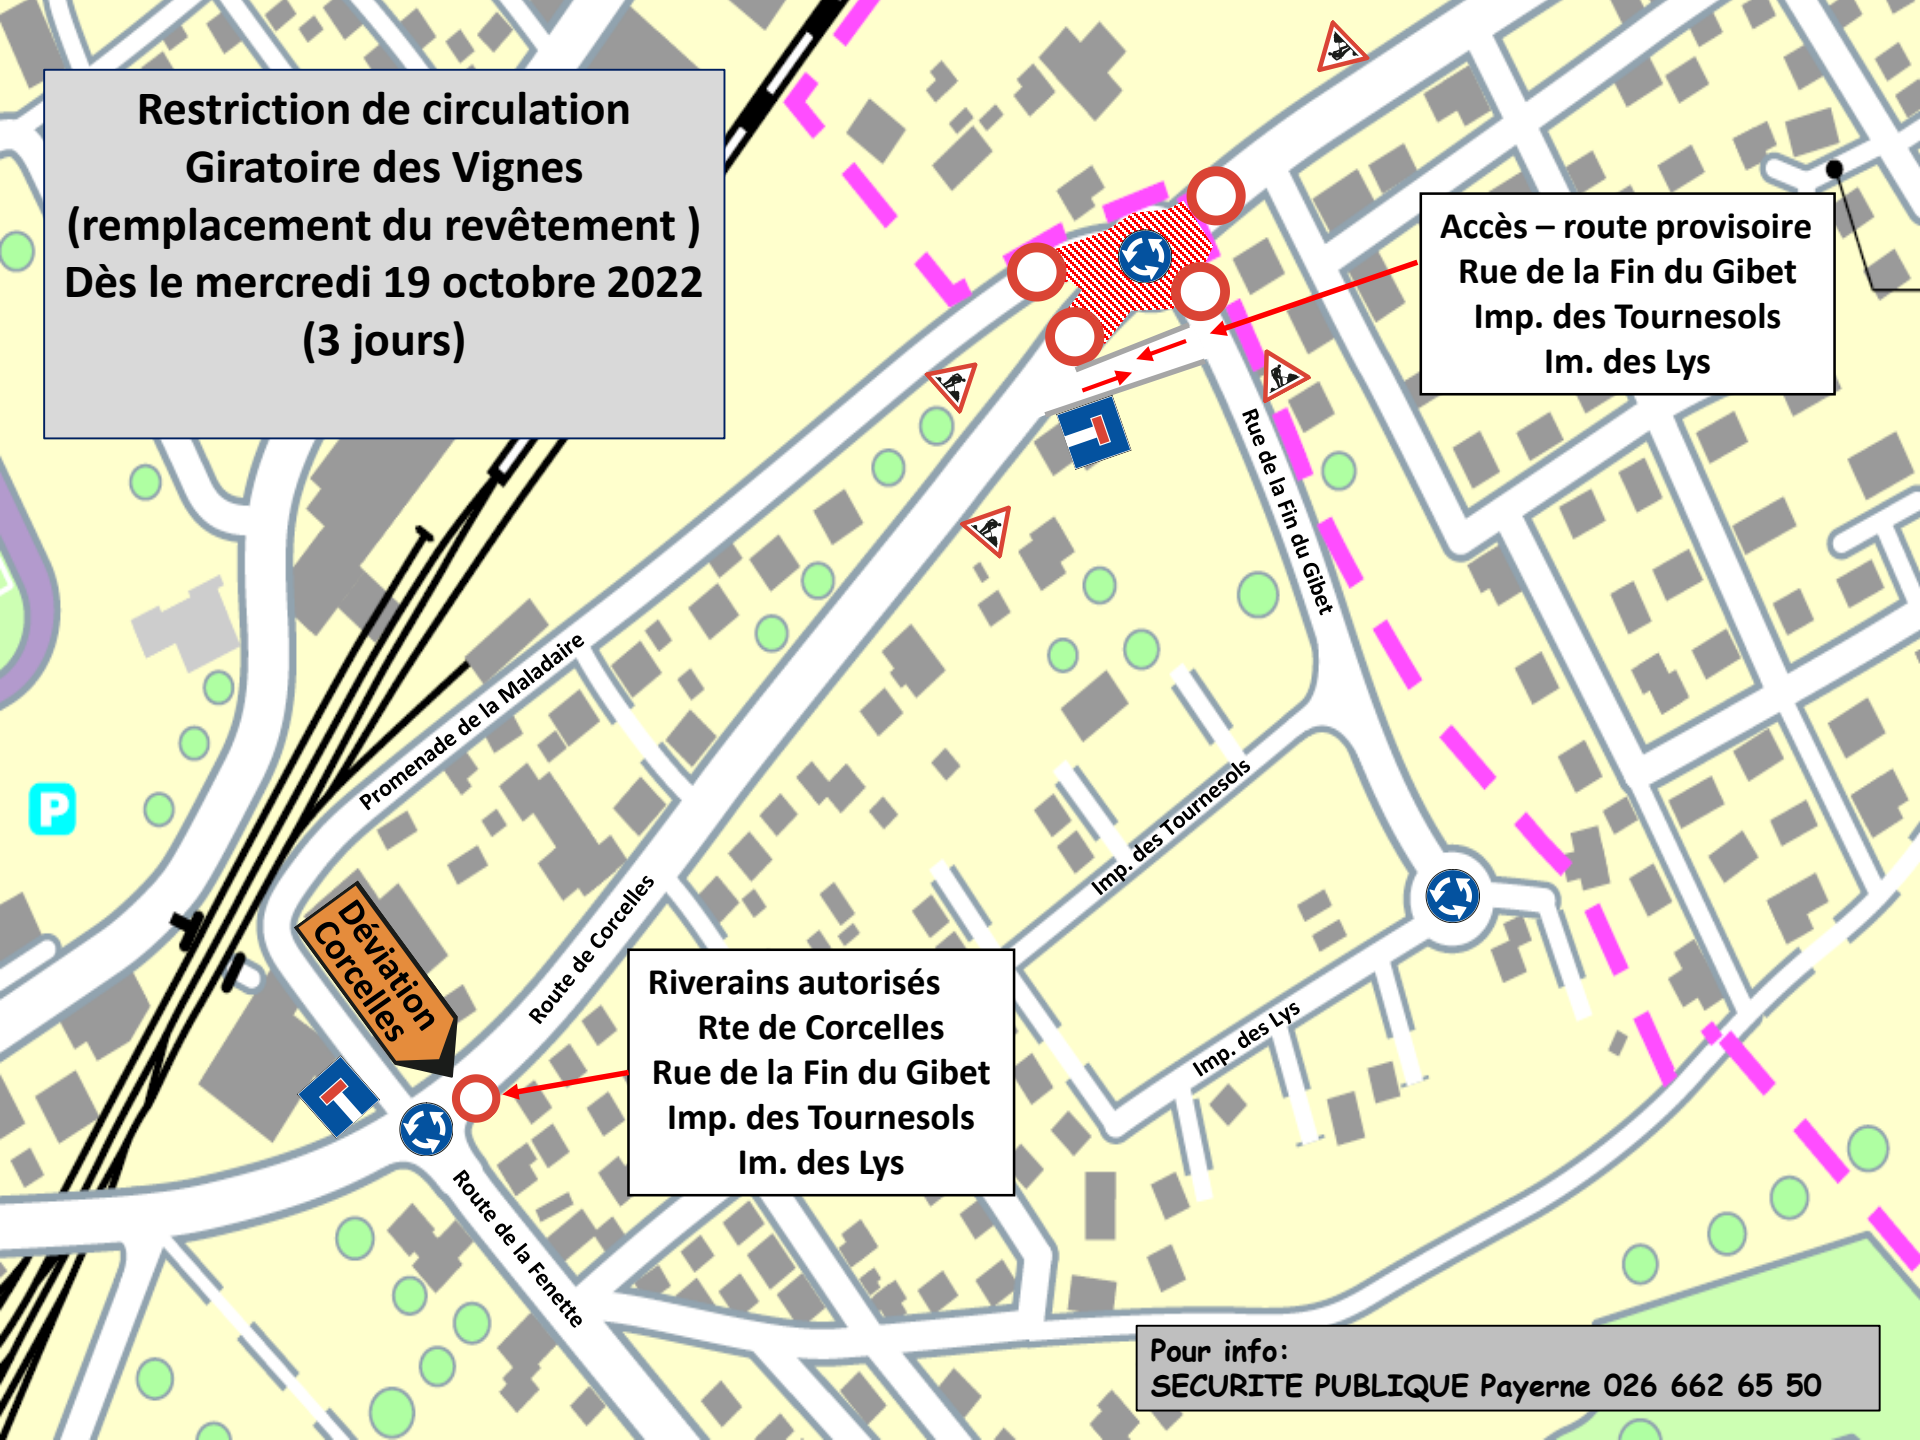 Restriction de circulation
Giratoire des Vignes
(remplacement du revêtement )
Dès le mercredi 19 octobre 2022
(3 jours)
Accès – route provisoire
Rue de la Fin du Gibet
Imp. des Tournesols
Im. des Lys
Rue de la Fin du Gibet
Promenade de la Maladaire
Imp. des Tournesols
P
Déviation
Corcelles
Route de Corcelles
Riverains autorisés
Rte de Corcelles
Rue de la Fin du Gibet
Imp. des Tournesols
Im. des Lys
Imp. des Lys
Route de la Fenette
Pour info:
SECURITE PUBLIQUE Payerne 026 662 65 50